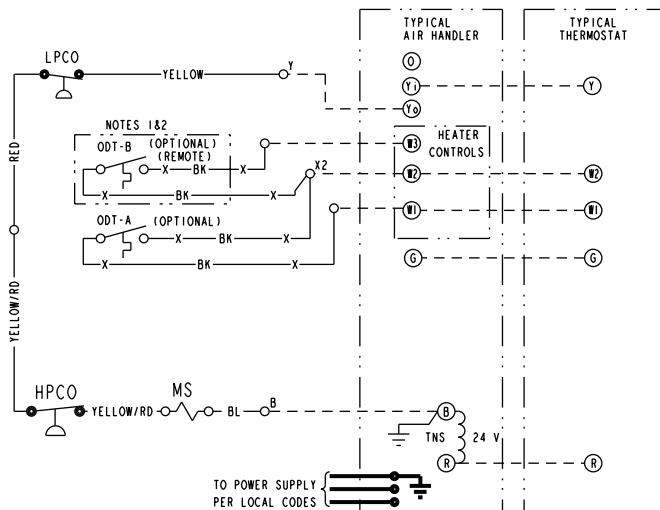 TYPICAL
AIR HANDLER
TYPICAL
THERMOSTAT
LPCO
O
YELLOW
Y
Yi
Y
Yo
NOTES 1&2
ODT-B
(OPTIONAL)
(REMOTE)
HEATER
CONTROLS
W3
X
BK
X
X2
W2
W2
X
BK
X
RED
ODT-A
(OPTIONAL)
W1
W1
X
BK
X
X
BK
X
G
G
YELLOW/RD
HPCO
MS
YELLOW/RD
BL
B
B
TNS
24 V
R
R
TO POWER SUPPLY
PER LOCAL CODES